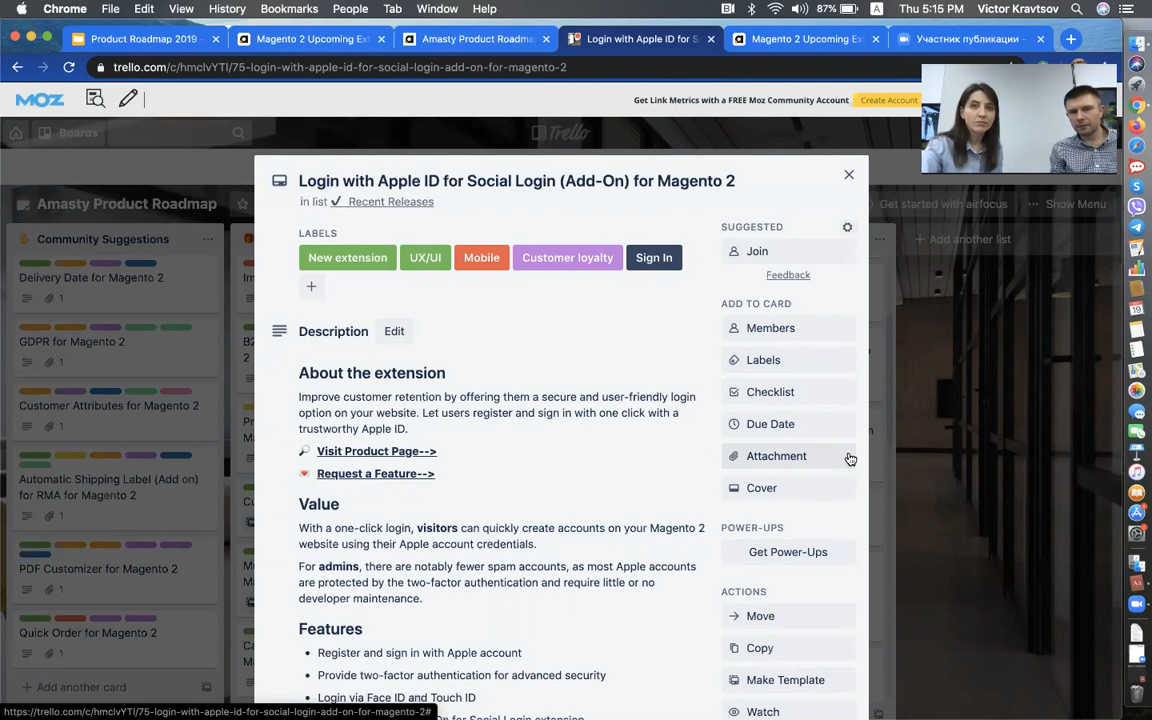 Chrome File Edit View History Bookmarks People Tab Window Help
87% A Thu 5:15 PM Victor Kravtsov
Product Roadmap 2019 -
Magento 2 Upcoming Ex
Amasty Product Roadma
Login with Apple ID for S
Magento 2 Upcoming Ex
Участник публикации -
trello.com/c/hmclvYTI/75-login-with-apple-id-for-social-login-add-on-for-magento-2
MOZ
Get Link Metrics with a FREE Moz Community Account
Create Account
Boards
Trello
Amasty Product Roadmap
Get started with airfocus
Show Menu
Community Suggestions
Delivery Date for Magento 2
1
GDPR for Magento 2
1
Customer Attributes for Magento 2
1
Automatic Shipping Label (Add on)
for RMA for Magento 2
1
PDF Customizer for Magento 2
1
Quick Order for Magento 2
1
+ Add another card
+ Add another list
Login with Apple ID for Social Login (Add-On) for Magento 2
in list ✓ Recent Releases
LABELS
New extension
UX/UI
Mobile
Customer loyalty
Sign In
+
Description
Edit
About the extension
Improve customer retention by offering them a secure and user-friendly login
option on your website. Let users register and sign in with one click with a
trustworthy Apple ID.
Visit Product Page-->
Request a Feature-->
Value
With a one-click login, visitors can quickly create accounts on your Magento 2
website using their Apple account credentials.
For admins, there are notably fewer spam accounts, as most Apple accounts
are protected by the two-factor authentication and require little or no
developer maintenance.
Features
• Register and sign in with Apple account
• Provide two-factor authentication for advanced security
• Login via Face ID and Touch ID
On for Social Login extension
SUGGESTED
Join
Feedback
ADD TO CARD
Members
Labels
Checklist
Due Date
Attachment
Cover
POWER-UPS
Get Power-Ups
ACTIONS
Move
Copy
Make Template
Watch
https://trello.com/c/hmclvYTI/75-login-with-apple-id-for-social-login-add-on-for-magento-2#